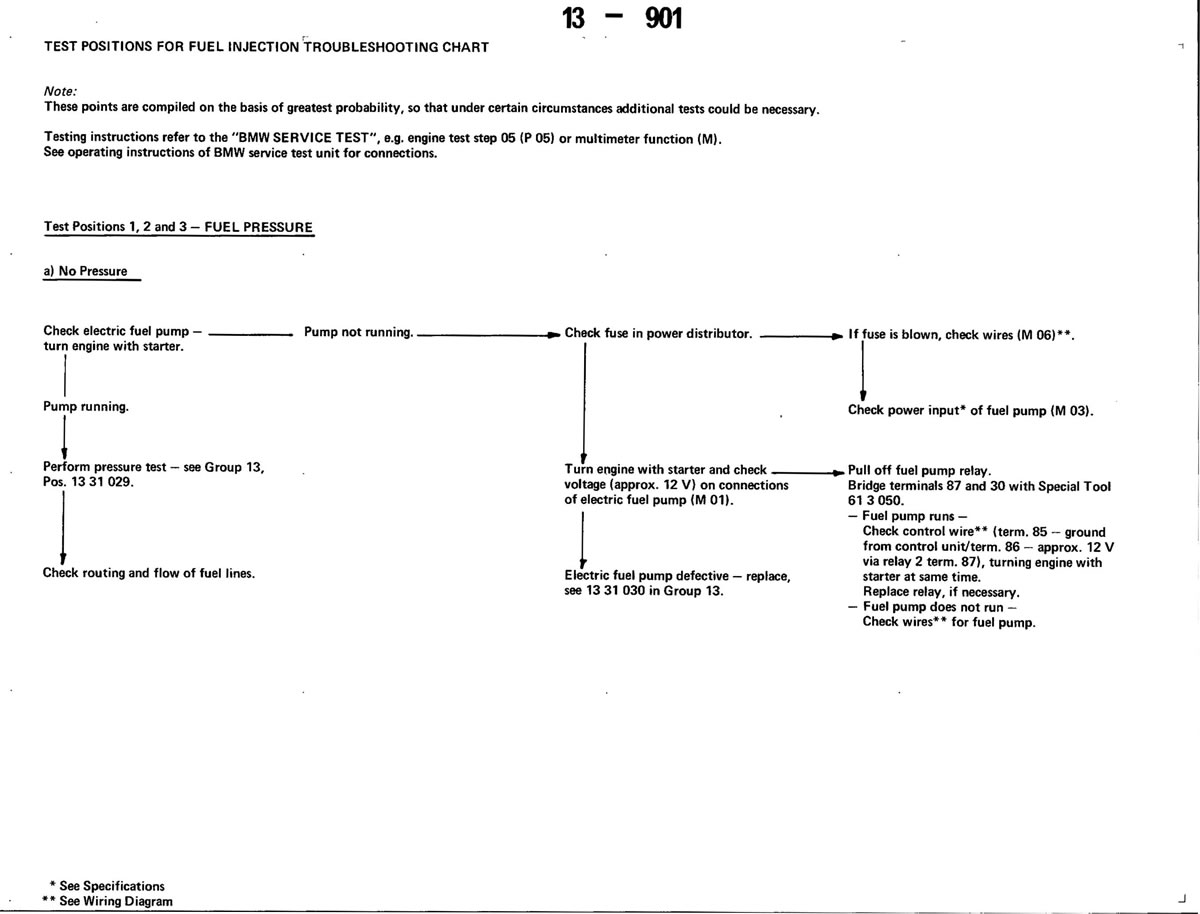 13 – 901
TEST POSITIONS FOR FUEL INJECTION TROUBLESHOOTING CHART
Note:
These points are compiled on the basis of greatest probability, so that under certain circumstances additional tests could be necessary.
Testing instructions refer to the "BMW SERVICE TEST", e.g. engine test step 05 (P 05) or multimeter function (M).
See operating instructions of BMW service test unit for connections.
Test Positions 1, 2 and 3 – FUEL PRESSURE
a) No Pressure
Check electric fuel pump –
turn engine with starter.
Pump not running.
Check fuse in power distributor.
If fuse is blown, check wires (M 06)**.
Pump running.
Check power input* of fuel pump (M 03).
Perform pressure test – see Group 13,
Pos. 13 31 029.
Turn engine with starter and check
voltage (approx. 12 V) on connections
of electric fuel pump (M 01).
Pull off fuel pump relay.
Bridge terminals 87 and 30 with Special Tool
61 3 050.
– Fuel pump runs –
Check control wire** (term. 85 – ground
from control unit/term. 86 – approx. 12 V
via relay 2 term. 87), turning engine with
starter at same time.
Replace relay, if necessary.
– Fuel pump does not run –
Check wires** for fuel pump.
Check routing and flow of fuel lines.
Electric fuel pump defective – replace,
see 13 31 030 in Group 13.
* See Specifications
** See Wiring Diagram